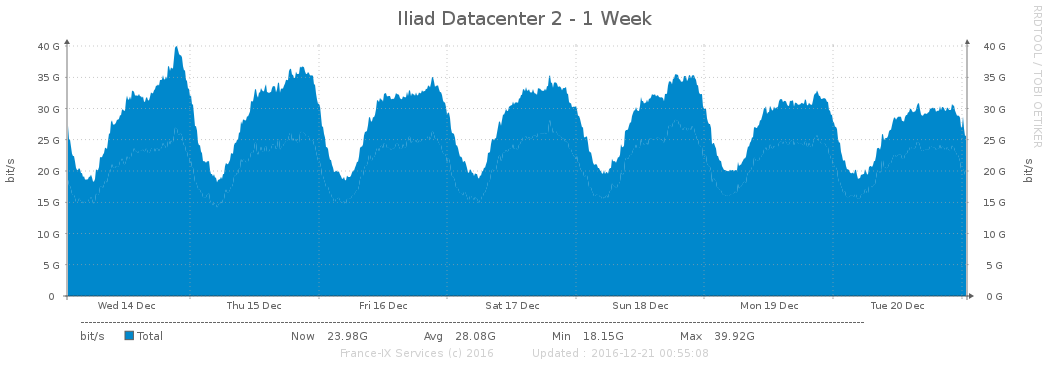 Iliad Datacenter 2 - 1 Week
RRDTOOL / TOBI OETIKER
bit/s
40 G 40 G
35 G 35 G
30 G 30 G
25 G 25 G
20 G 20 G
15 G 15 G
10 G 10 G
5 G 5 G
0 0 G
bit/s
Wed 14 Dec Thu 15 Dec Fri 16 Dec Sat 17 Dec Sun 18 Dec Mon 19 Dec Tue 20 Dec
bit/s Total Now 23.98G Avg 28.08G Min 18.15G Max 39.92G
France-IX Services (c) 2016 Updated : 2016-12-21 00:55:08